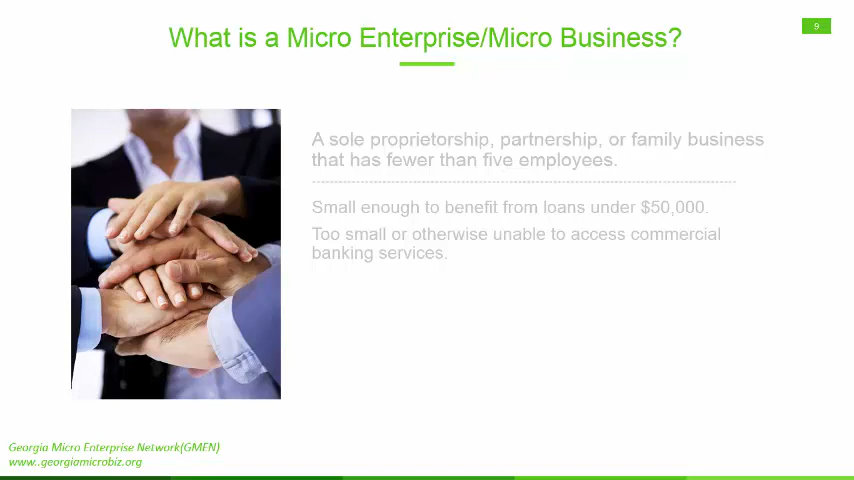 What is a Micro Enterprise/Micro Business?
9
A sole proprietorship, partnership, or family business
that has fewer than five employees.
Small enough to benefit from loans under $50,000.
Too small or otherwise unable to access commercial
banking services.
Georgia Micro Enterprise Network(GMEN)
www..georgiamicrobiz.org